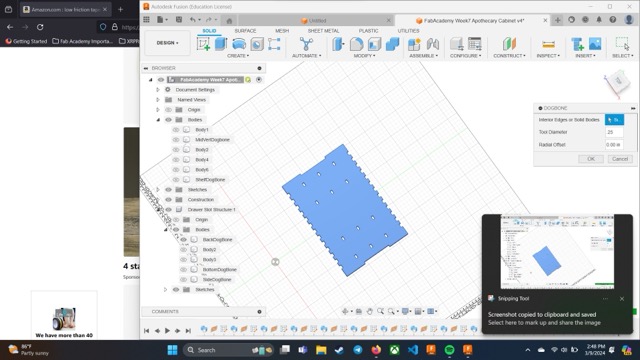 Amazon.com: low friction tap
Getting Started
Fab Academy Importa...
We have more than 40
Autodesk Fusion (Education License)
Untitled
FabAcademy Week7 Apothecary Cabinet v4*
DESIGN
SOLID
SURFACE
MESH
SHEET METAL
PLASTIC
UTILITIES
CREATE
AUTOMATE
MODIFY
ASSEMBLE
CONFIGURE
CONSTRUCT
INSPECT
INSERT
SELECT
BROWSER
FabAcademy Week7 Apot...
Document Settings
Named Views
Origin
Bodies
Body1
MidVertDogbone
Body3
Body4
Body6
ShelfDogBone
Sketches
Construction
Drawer Slot Structure:1
Origin
Bodies
BackDogBone
Body2
Body3
BottomDogBone
SideDogBone
Sketches
COMMENTS
DOGBONE
Interior Edges or Solid Bodies
Tool Diameter
.25
Radial Offset
0.00 in
OK
Cancel
Snipping Tool
Screenshot copied to clipboard and saved
Select here to mark up and share the image
86°F
Partly sunny
Search
2:48 PM
3/9/2024